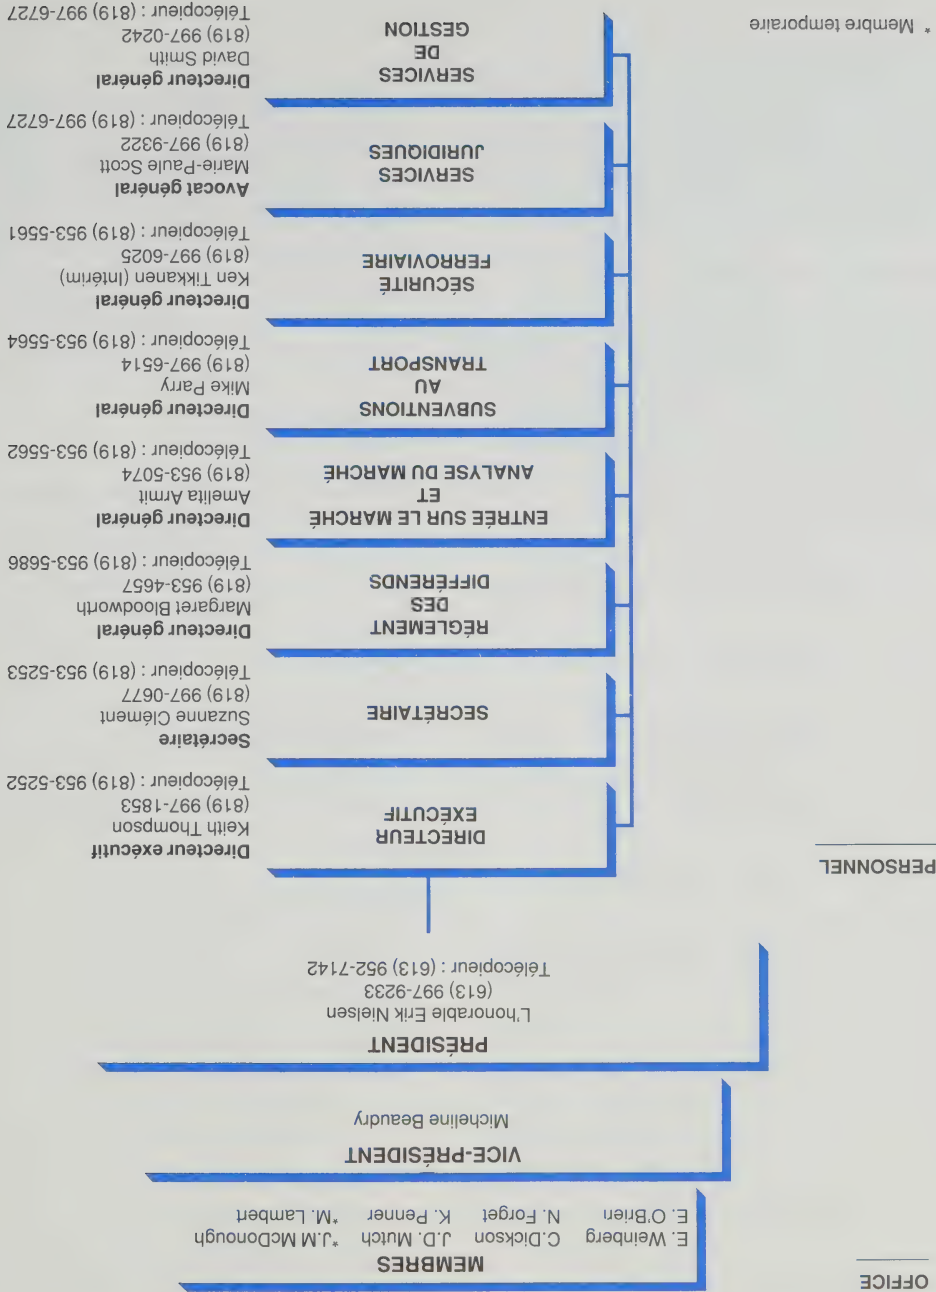 OFFICE
MEMBRES
E. Weinberg C.Dickson J.D. Mutch *J.M McDonough
E. O'Brien N. Forget K. Penner *M. Lambert
VICE-PRÉSIDENT
Micheline Beaudry
PRÉSIDENT
L'honorable Erik Nielsen
(613) 997-9233
Télécopieur : (613) 952-7142
PERSONNEL
DIRECTEUR
EXÉCUTIF
Directeur exécutif
Keith Thompson
(819) 997-1853
Télécopieur : (819) 953-5252
SECRÉTAIRE
Secrétaire
Suzanne Clément
(819) 997-0677
Télécopieur : (819) 953-5253
RÈGLEMENT
DES
DIFFÉRENDS
Directeur général
Margaret Bloodworth
(819) 953-4657
Télécopieur : (819) 953-5686
ENTRÉE SUR LE MARCHÉ
ET
ANALYSE DU MARCHÉ
Directeur général
Amelita Armit
(819) 953-5074
Télécopieur : (819) 953-5562
SUBVENTIONS
AU
TRANSPORT
Directeur général
Mike Parry
(819) 997-6514
Télécopieur : (819) 953-5564
SÉCURITÉ
FERROVIAIRE
Directeur général
Ken Tikkanen (Intérim)
(819) 997-6025
Télécopieur : (819) 953-5561
SERVICES
JURIDIQUES
Avocat général
Marie-Paule Scott
(819) 997-9322
Télécopieur : (819) 997-6727
SERVICES
DE
GESTION
Directeur général
David Smith
(819) 997-0242
Télécopieur : (819) 997-6727
* Membre temporaire